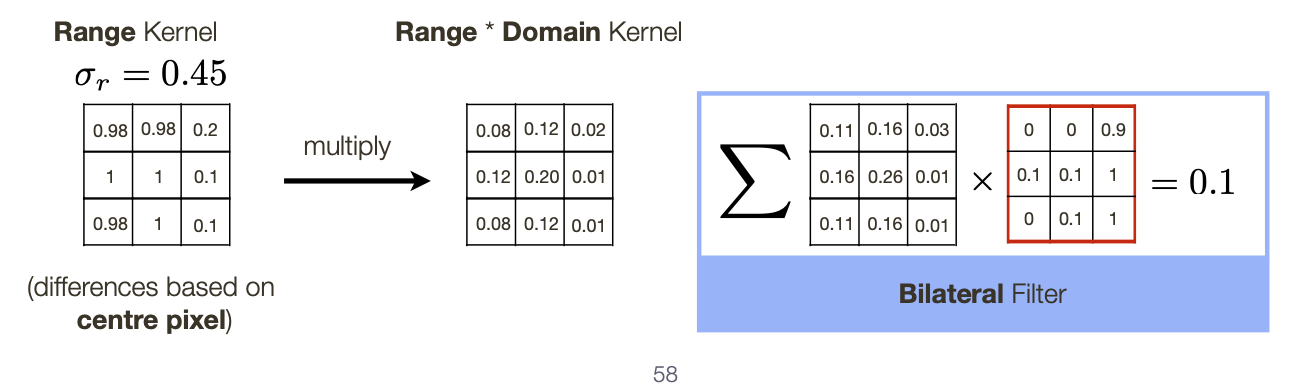 Range Kernel
σr = 0.45
0.98 0.98 0.2
1 1 0.1
0.98 1 0.1
(differences based on
centre pixel)
multiply
Range * Domain Kernel
0.08 0.12 0.02
0.12 0.20 0.01
0.08 0.12 0.01
∑
0.11 0.16 0.03
0.16 0.26 0.01
0.11 0.16 0.01
×
0 0 0.9
0.1 0.1 1
0 0.1 1
= 0.1
Bilateral Filter
58